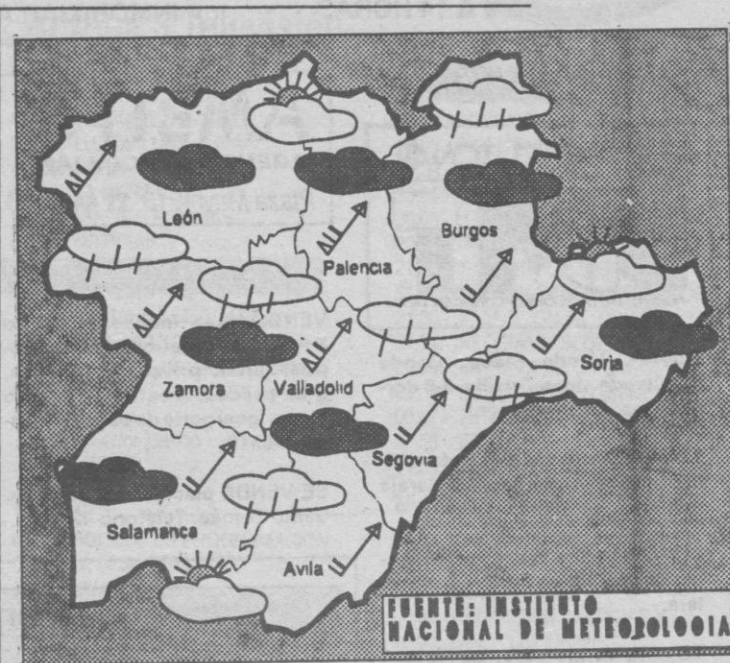 León
Burgos
Palencia
Soria
Zamora
Valladolid
Segovia
Salamanca
Avila
FUENTE: INSTITUTO
NACIONAL DE METEOROLOGIA